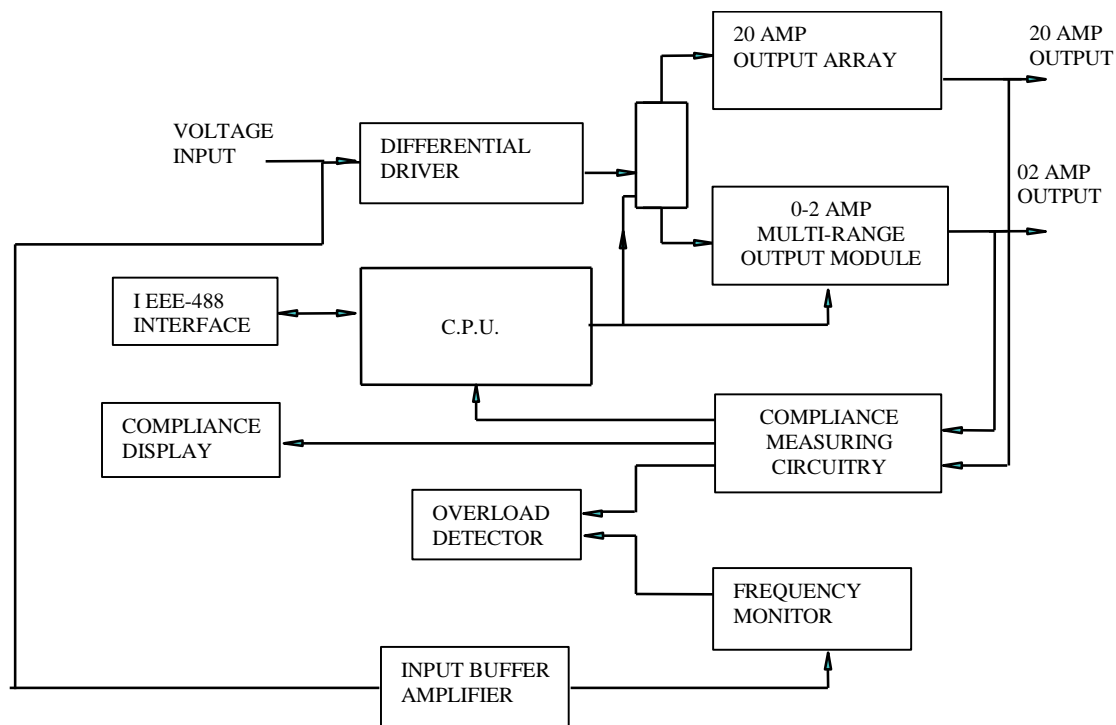 20 AMP
OUTPUT ARRAY
20 AMP
OUTPUT
VOLTAGE
INPUT
DIFFERENTIAL
DRIVER
02 AMP
OUTPUT
0-2 AMP
MULTI-RANGE
OUTPUT MODULE
I EEE-488
INTERFACE
C.P.U.
COMPLIANCE
DISPLAY
COMPLIANCE
MEASURING
CIRCUITRY
OVERLOAD
DETECTOR
FREQUENCY
MONITOR
INPUT BUFFER
AMPLIFIER